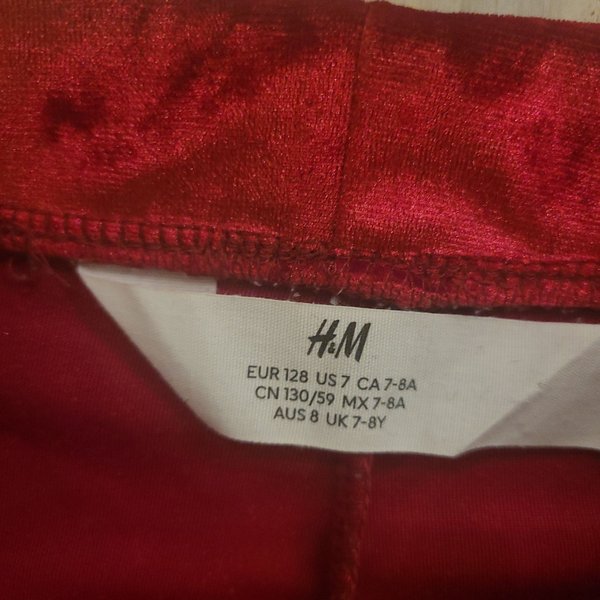 H&M
EUR 128 US 7 CA 7-8A
CN 130/59 MX 7-8A
AUS 8 UK 7-8Y